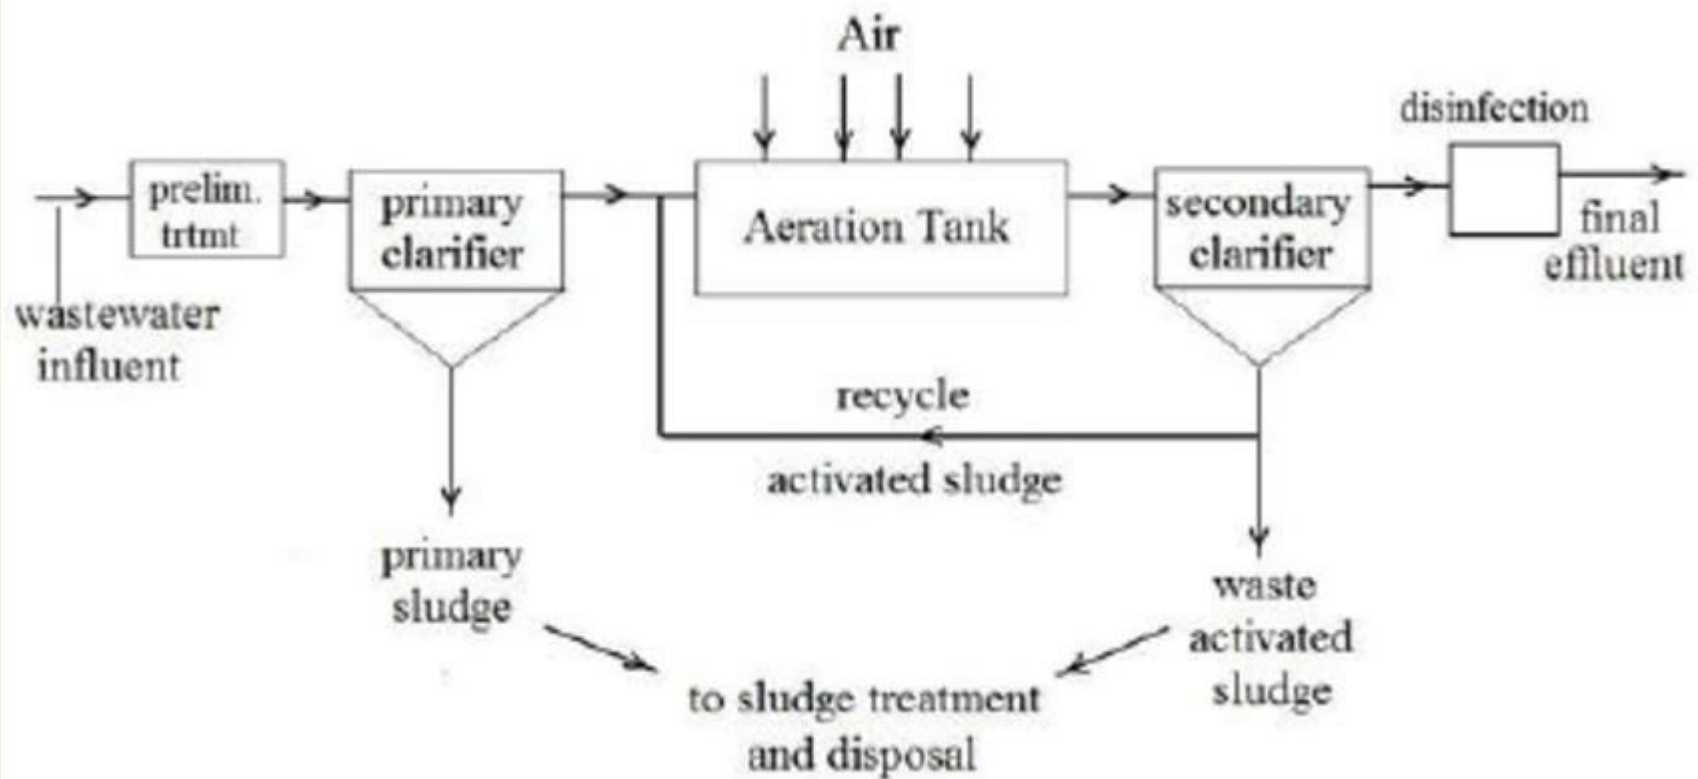 Air
disinfection
prelim.
trtmt
primary
clarifier
Aeration Tank
secondary
clarifier
final
effluent
wastewater
influent
recycle
activated sludge
primary
sludge
waste
activated
sludge
to sludge treatment
and disposal